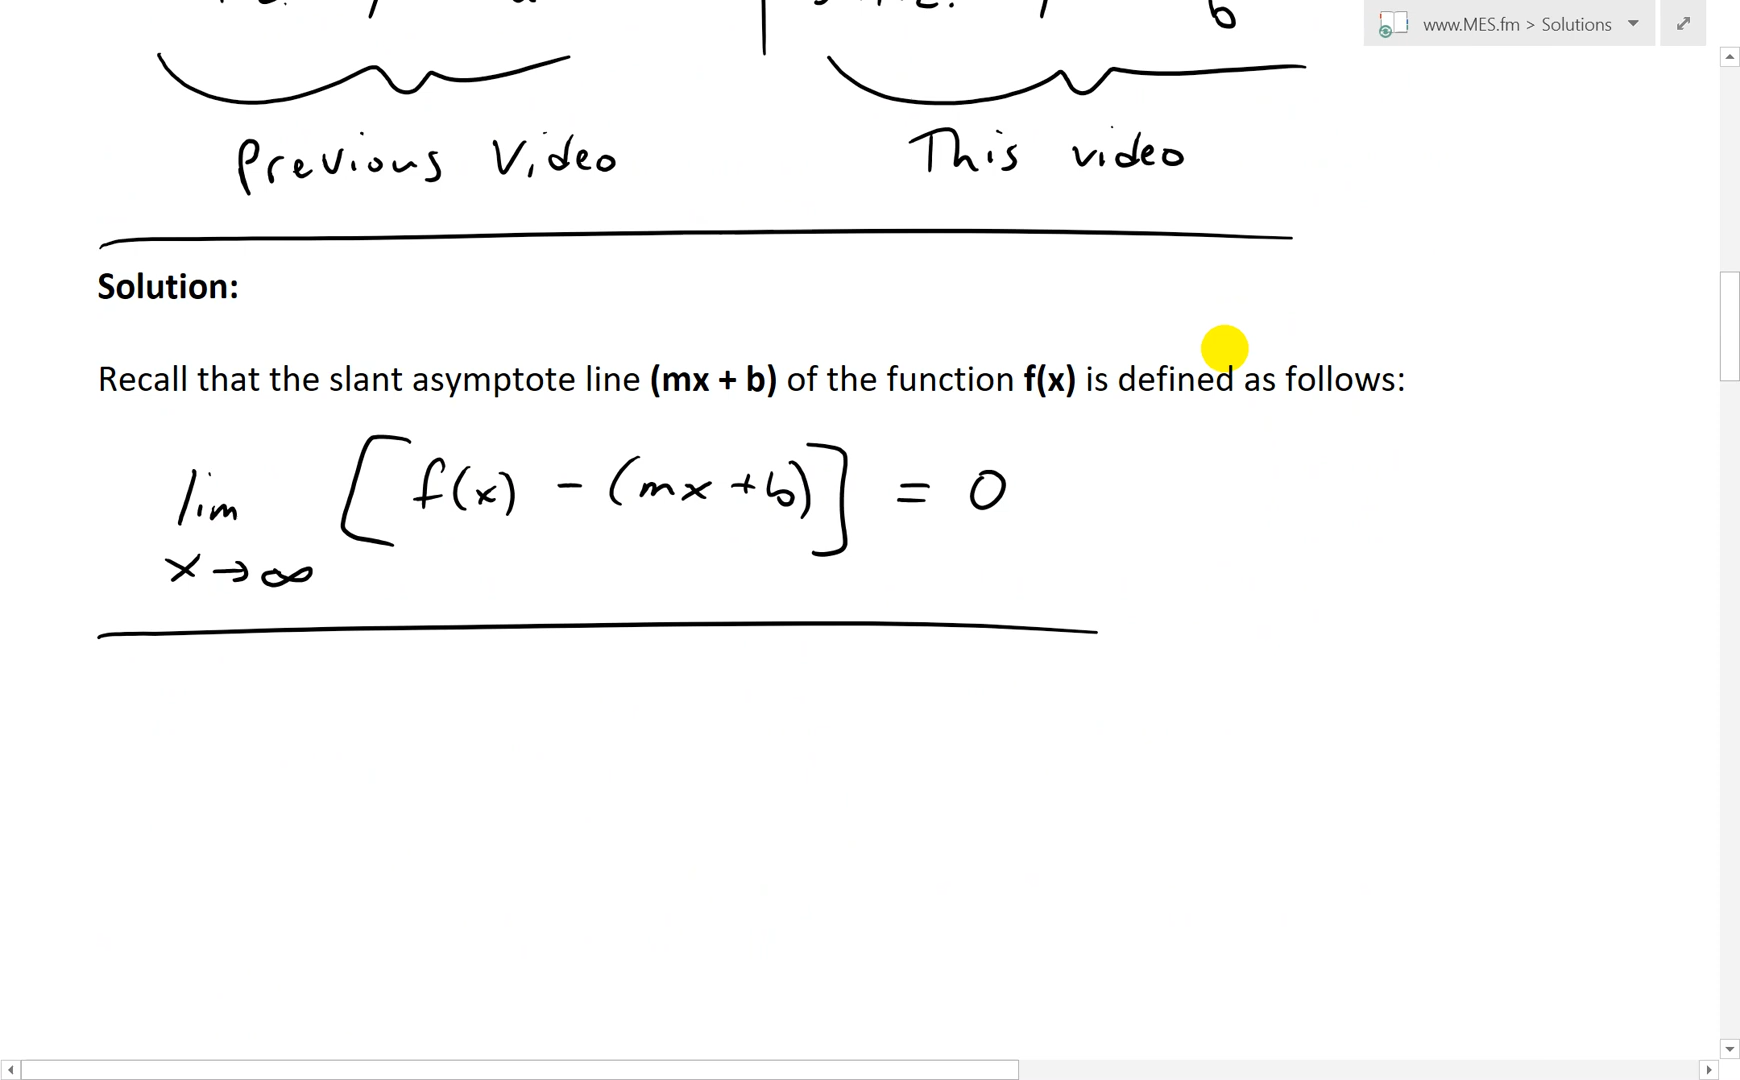 www.MES.fm > Solutions
b
Previous Video
This video
Solution:
Recall that the slant asymptote line (mx + b) of the function f(x) is defined as follows:
lim [f(x) - (mx + b)] = 0
x → ∞